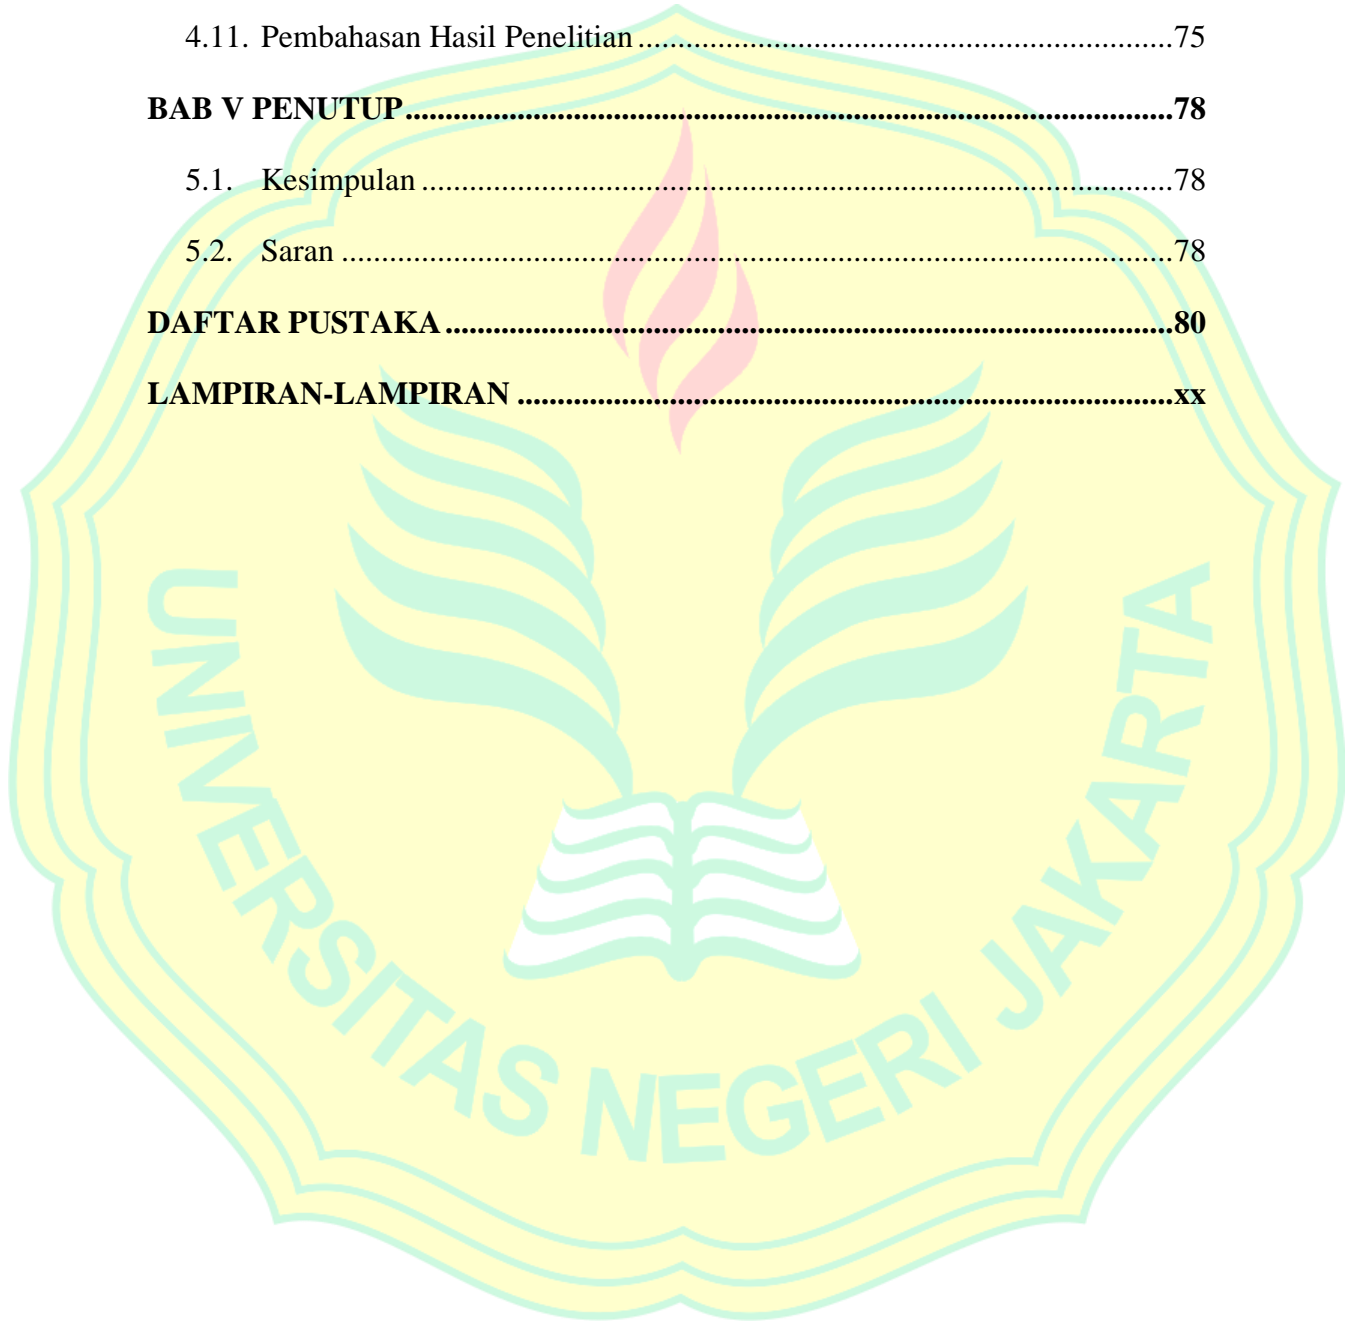 4.11. Pembahasan Hasil Penelitian....................................................................75
BAB V PENUTUP................................................................................................78
5.1. Kesimpulan................................................................................................78
5.2. Saran..........................................................................................................78
DAFTAR PUSTAKA...........................................................................................80
LAMPIRAN-LAMPIRAN..................................................................................xx
UNIVERSITAS NEGERI JAKARTA